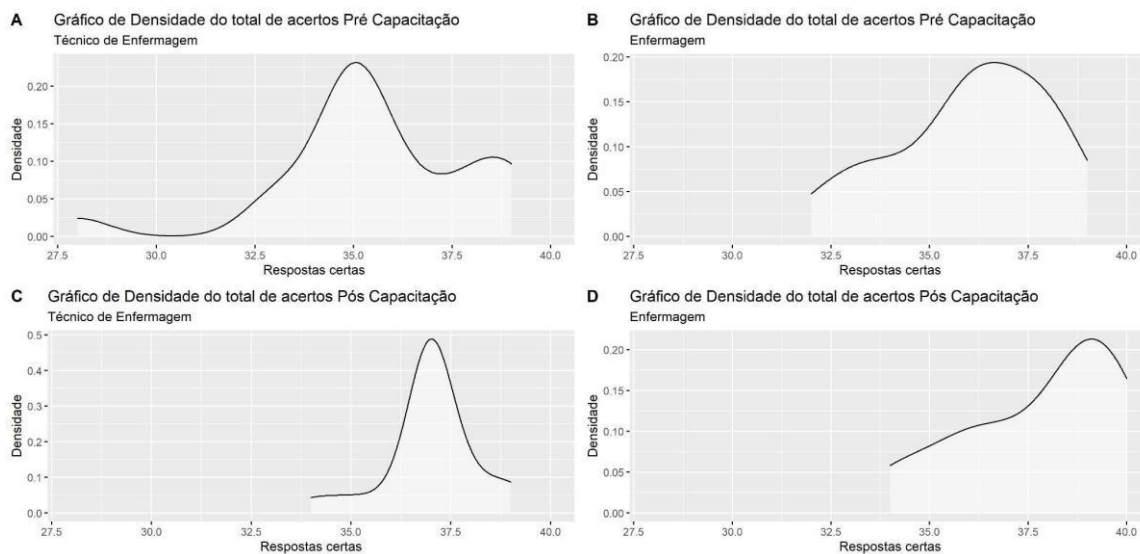 A
Gráfico de Densidade do total de acertos Pré Capacitação
Técnico de Enfermagem
Densidade
0.20
0.15
0.10
0.05
0.00
27.5 30.0 32.5 35.0 37.5 40.0
Respostas certas
B
Gráfico de Densidade do total de acertos Pré Capacitação
Enfermagem
Densidade
0.20
0.15
0.10
0.05
0.00
27.5 30.0 32.5 35.0 37.5 40.0
Respostas certas
C
Gráfico de Densidade do total de acertos Pós Capacitação
Técnico de Enfermagem
Densidade
0.5
0.4
0.3
0.2
0.1
0.0
27.5 30.0 32.5 35.0 37.5 40.0
Respostas certas
D
Gráfico de Densidade do total de acertos Pós Capacitação
Enfermagem
Densidade
0.20
0.15
0.10
0.05
0.00
27.5 30.0 32.5 35.0 37.5 40.0
Respostas certas